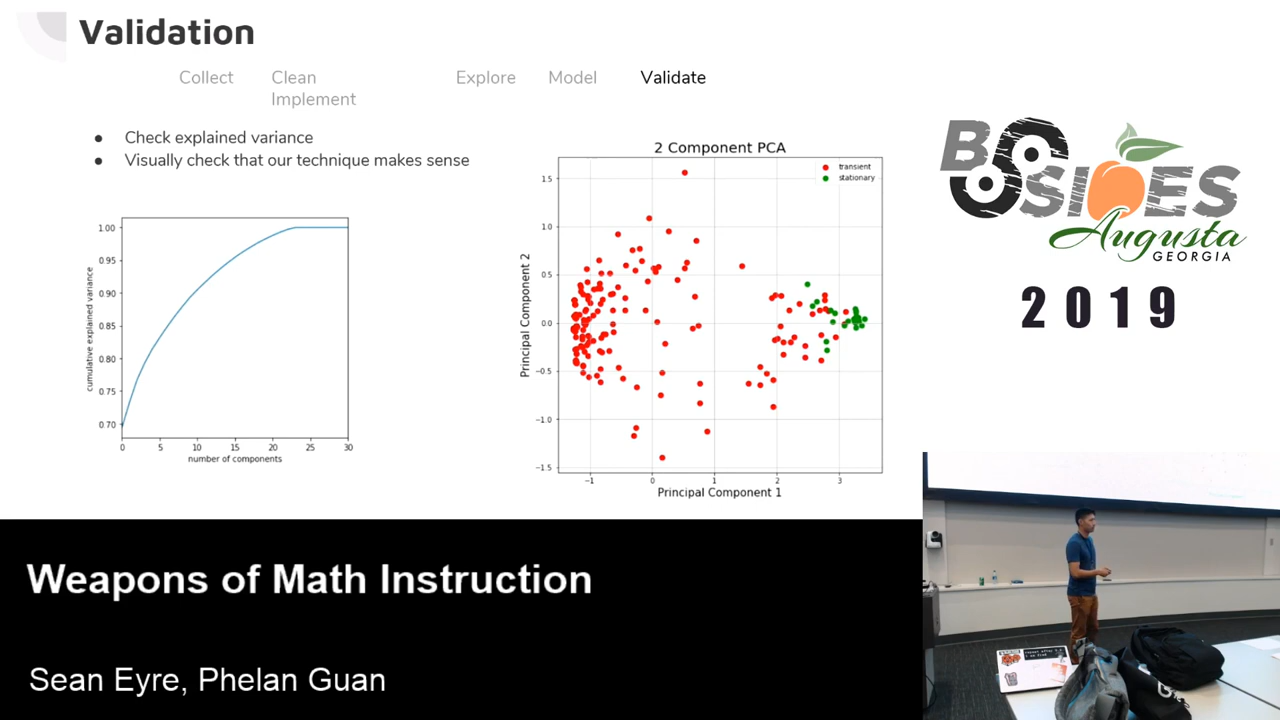 Validation
Collect Clean Explore Model Validate
Implement
● Check explained variance
● Visually check that our technique makes sense
1.00
0.95
0.90
0.85
0.80
0.75
0.70
cumulative explained variance
0 5 10 15 20 25 30
number of components
2 Component PCA
transient
stationary
1.5
1.0
0.5
0.0
−0.5
−1.0
−1.5
Principal Component 2
−1 0 1 2 3
Principal Component 1
BSIDES
Augusta
GEORGIA
2019
Weapons of Math Instruction
Sean Eyre, Phelan Guan